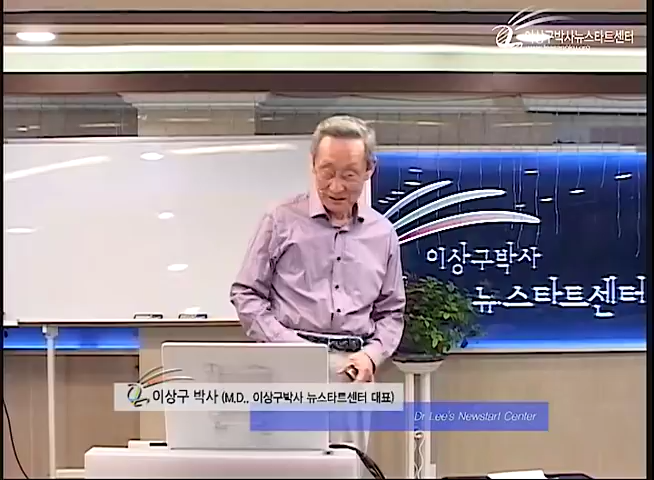 이상구박사뉴스타트센터
이상구박사
뉴스타트센터
이상구 박사 (M.D., 이상구박사 뉴스타트센터 대표)
Dr Lee's Newstart Center